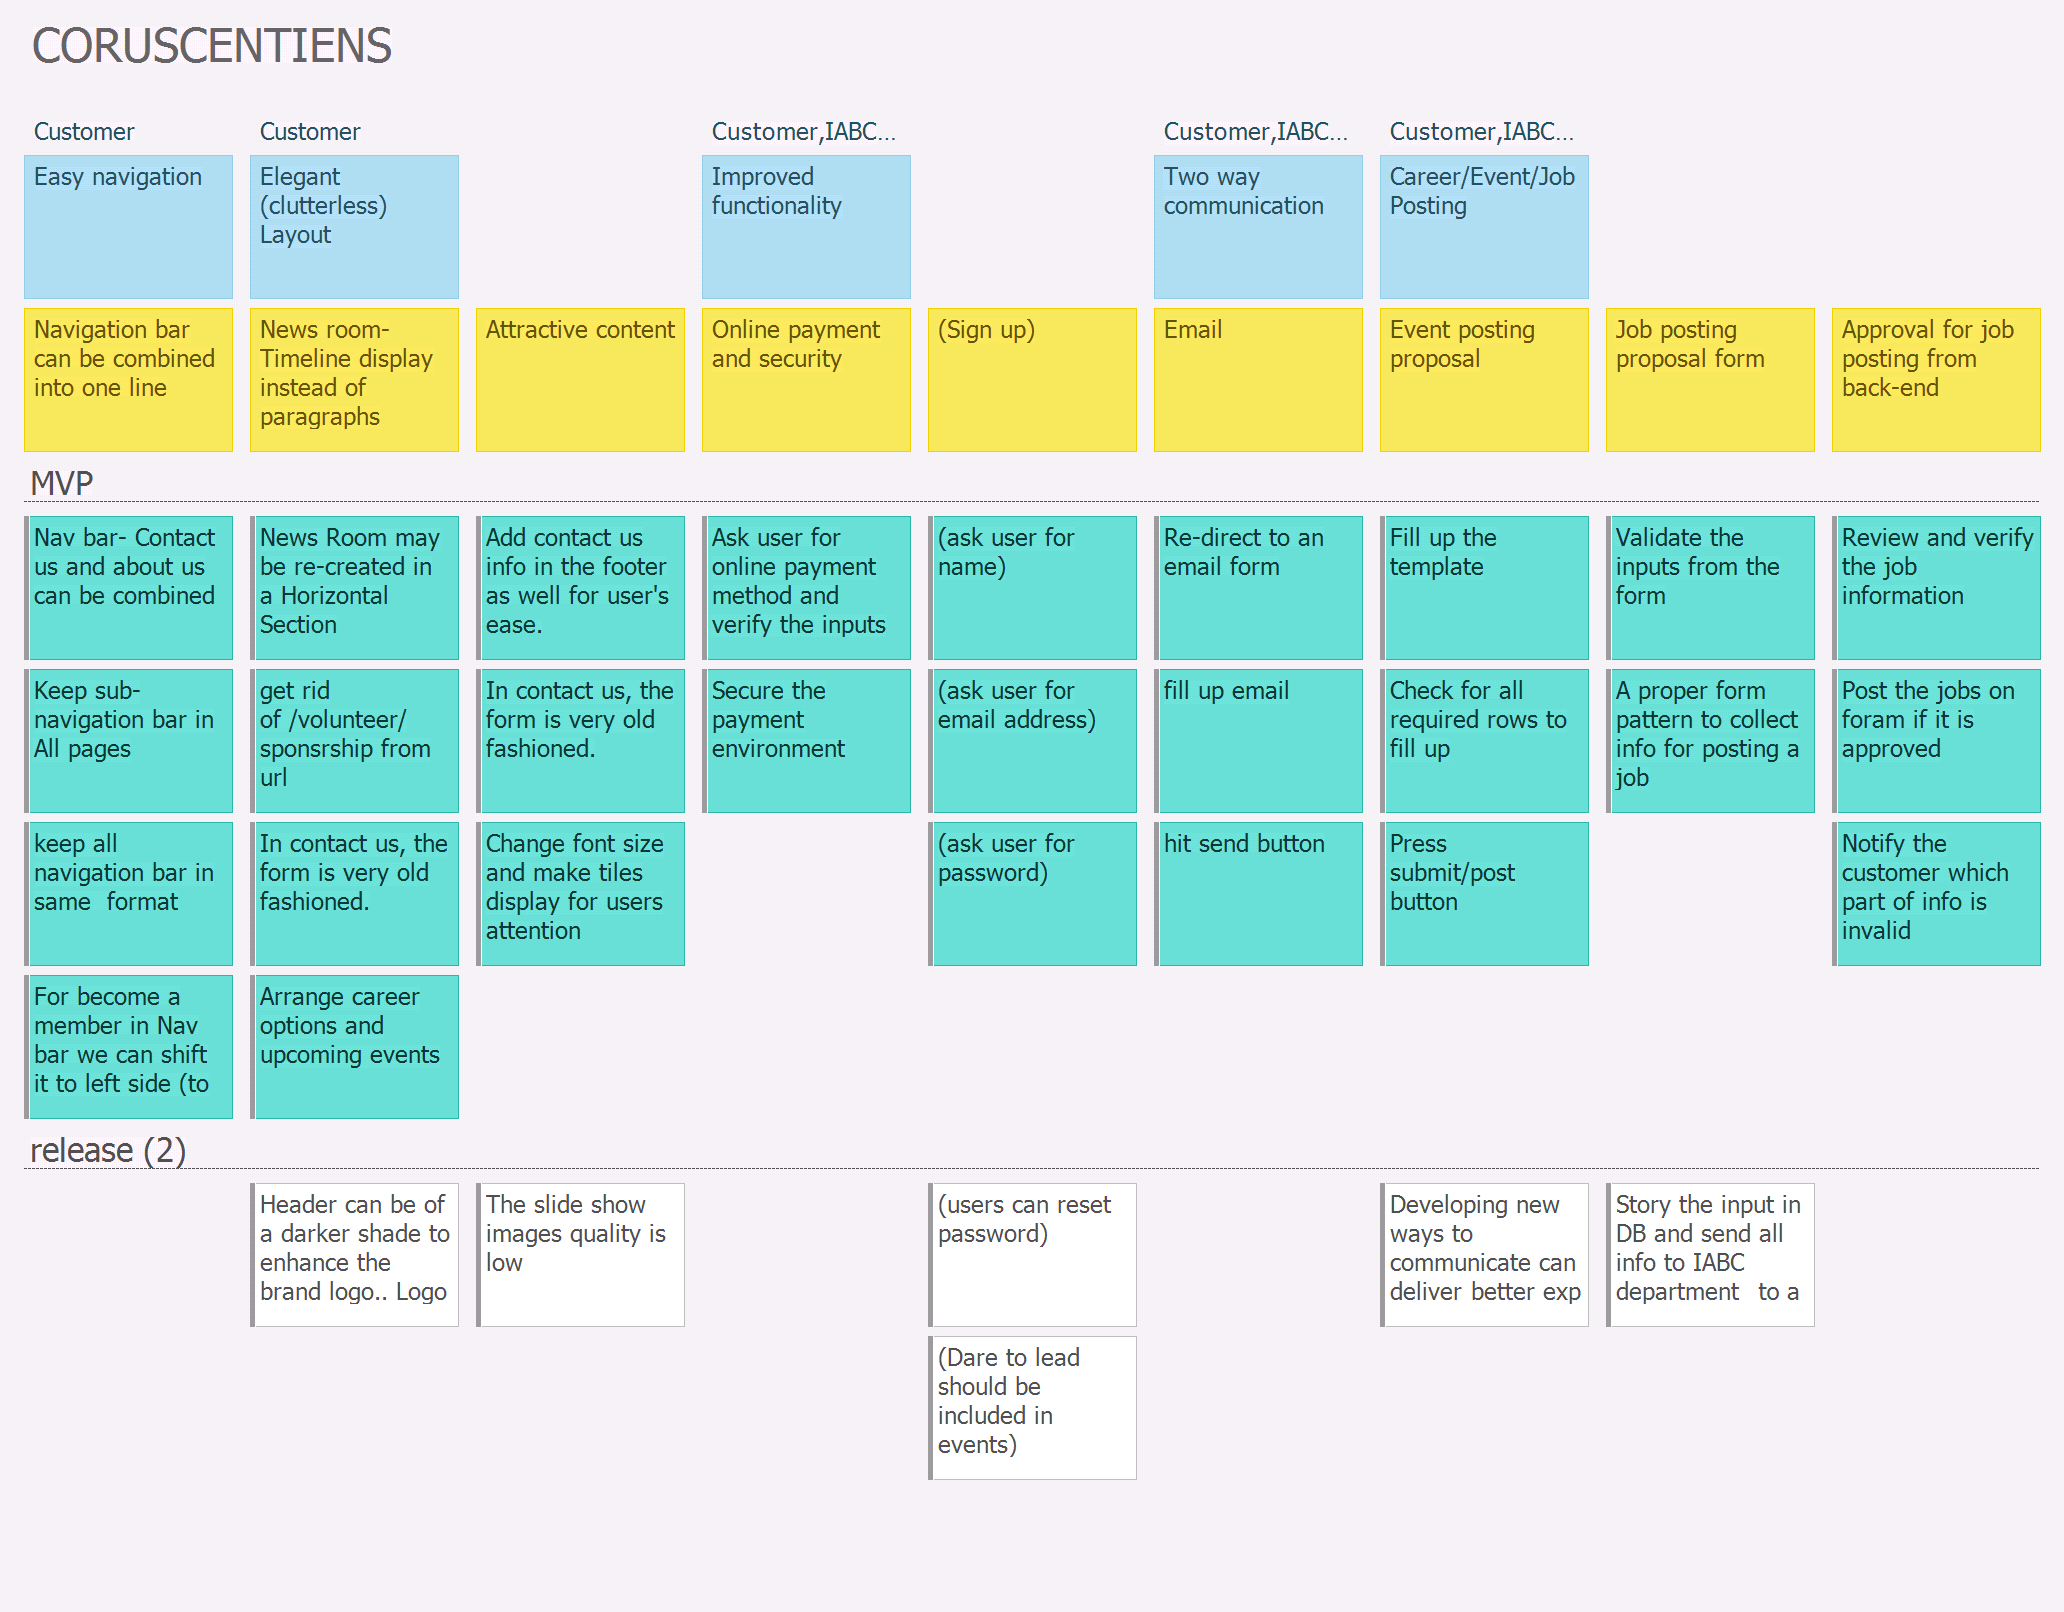 CORUSCENTIENS
Customer
Customer
Customer,IABC...
Customer,IABC...
Customer,IABC...
Easy navigation
Elegant
(clutterless)
Layout
Improved
functionality
Two way
communication
Career/Event/Job
Posting
Navigation bar
can be combined
into one line
News room-
Timeline display
instead of
paragraphs
Attractive content
Online payment
and security
(Sign up)
Email
Event posting
proposal
Job posting
proposal form
Approval for job
posting from
back-end
MVP
Nav bar- Contact
us and about us
can be combined
News Room may
be re-created in
a Horizontal
Section
Add contact us
info in the footer
as well for user's
ease.
Ask user for
online payment
method and
verify the inputs
(ask user for
name)
Re-direct to an
email form
Fill up the
template
Validate the
inputs from the
form
Review and verify
the job
information
Keep sub-
navigation bar in
All pages
get rid
of /volunteer/
sponsrship from
url
In contact us, the
form is very old
fashioned.
Secure the
payment
environment
(ask user for
email address)
fill up email
Check for all
required rows to
fill up
A proper form
pattern to collect
info for posting a
job
Post the jobs on
foram if it is
approved
keep all
navigation bar in
same  format
In contact us, the
form is very old
fashioned.
Change font size
and make tiles
display for users
attention
(ask user for
password)
hit send button
Press
submit/post
button
Notify the
customer which
part of info is
invalid
For become a
member in Nav
bar we can shift
it to left side (to
Arrange career
options and
upcoming events
release (2)
Header can be of
a darker shade to
enhance the
brand logo.. Logo
The slide show
images quality is
low
(users can reset
password)
Developing new
ways to
communicate can
deliver better exp
Story the input in
DB and send all
info to IABC
department  to a
(Dare to lead
should be
included in
events)